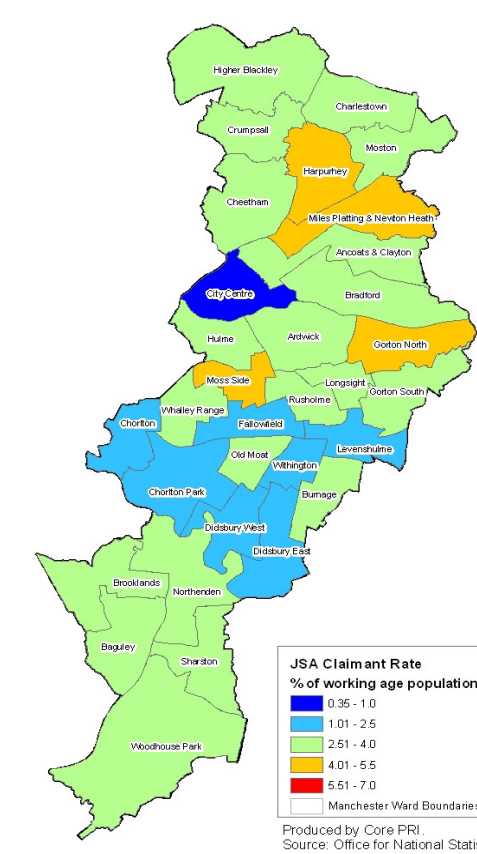 Higher Blackley
Charlestown
Crumpsall
Moston
Harpurhey
Cheetham
Miles Platting & Newton Heath
Ancoats & Clayton
City Centre
Bradford
Hulme
Ardwick
Gorton North
Moss Side
Longsight
Gorton South
Rusholme
Whalley Range
Chorlton
Fallowfield
Levenshulme
Old Moat
Withington
Chorlton Park
Burnage
Didsbury West
Didsbury East
Brooklands
Northenden
Baguley
Sharston
Woodhouse Park
JSA Claimant Rate
% of working age population
0.35 - 1.0
1.01 - 2.5
2.51 - 4.0
4.01 - 5.5
5.51 - 7.0
Manchester Ward Boundaries
Produced by Core PRI.
Source: Office for National Statis